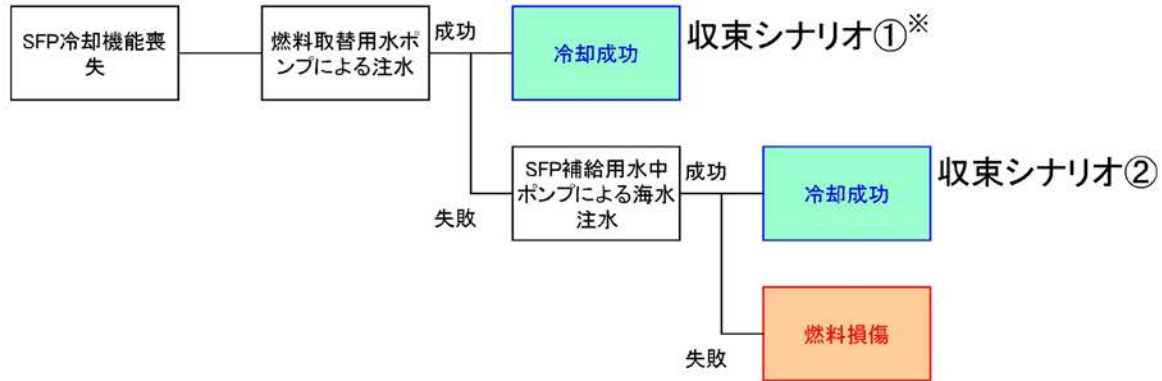 SFP冷却機能喪
失
燃料取替用水ポ
ンプによる注水
成功
冷却成功
収束シナリオ①※
失敗
SFP補給用水中
ポンプによる海水
注水
成功
冷却成功
収束シナリオ②
失敗
燃料損傷